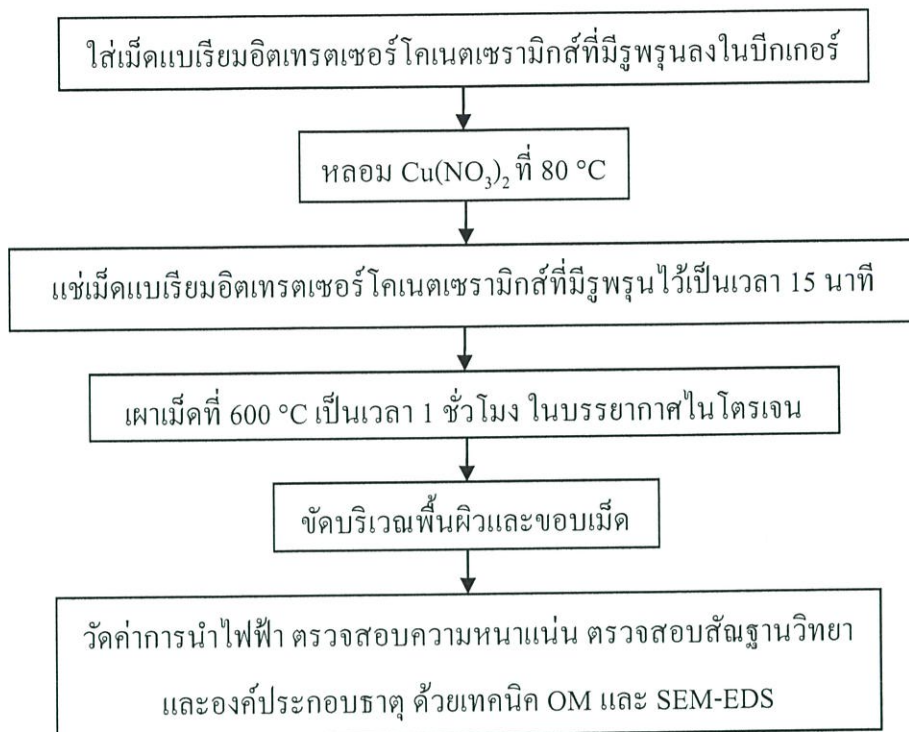 ใส่เม็ดแบเรียมอิตเทรตเซอร์โคเนตเซรามิกส์ที่มีรูพรุนลงในบีกเกอร์
หลอม Cu(NO₃)₂ ที่ 80 °C
แช่เม็ดแบเรียมอิตเทรตเซอร์โคเนตเซรามิกส์ที่มีรูพรุนไว้เป็นเวลา 15 นาที
เผาเม็ดที่ 600 °C เป็นเวลา 1 ชั่วโมง ในบรรยากาศไนโตรเจน
ขัดบริเวณพื้นผิวและขอบเม็ด
วัดค่าการนำไฟฟ้า ตรวจสอบความหนาแน่น ตรวจสอบสัณฐานวิทยา
และองค์ประกอบธาตุ ด้วยเทคนิค OM และ SEM-EDS